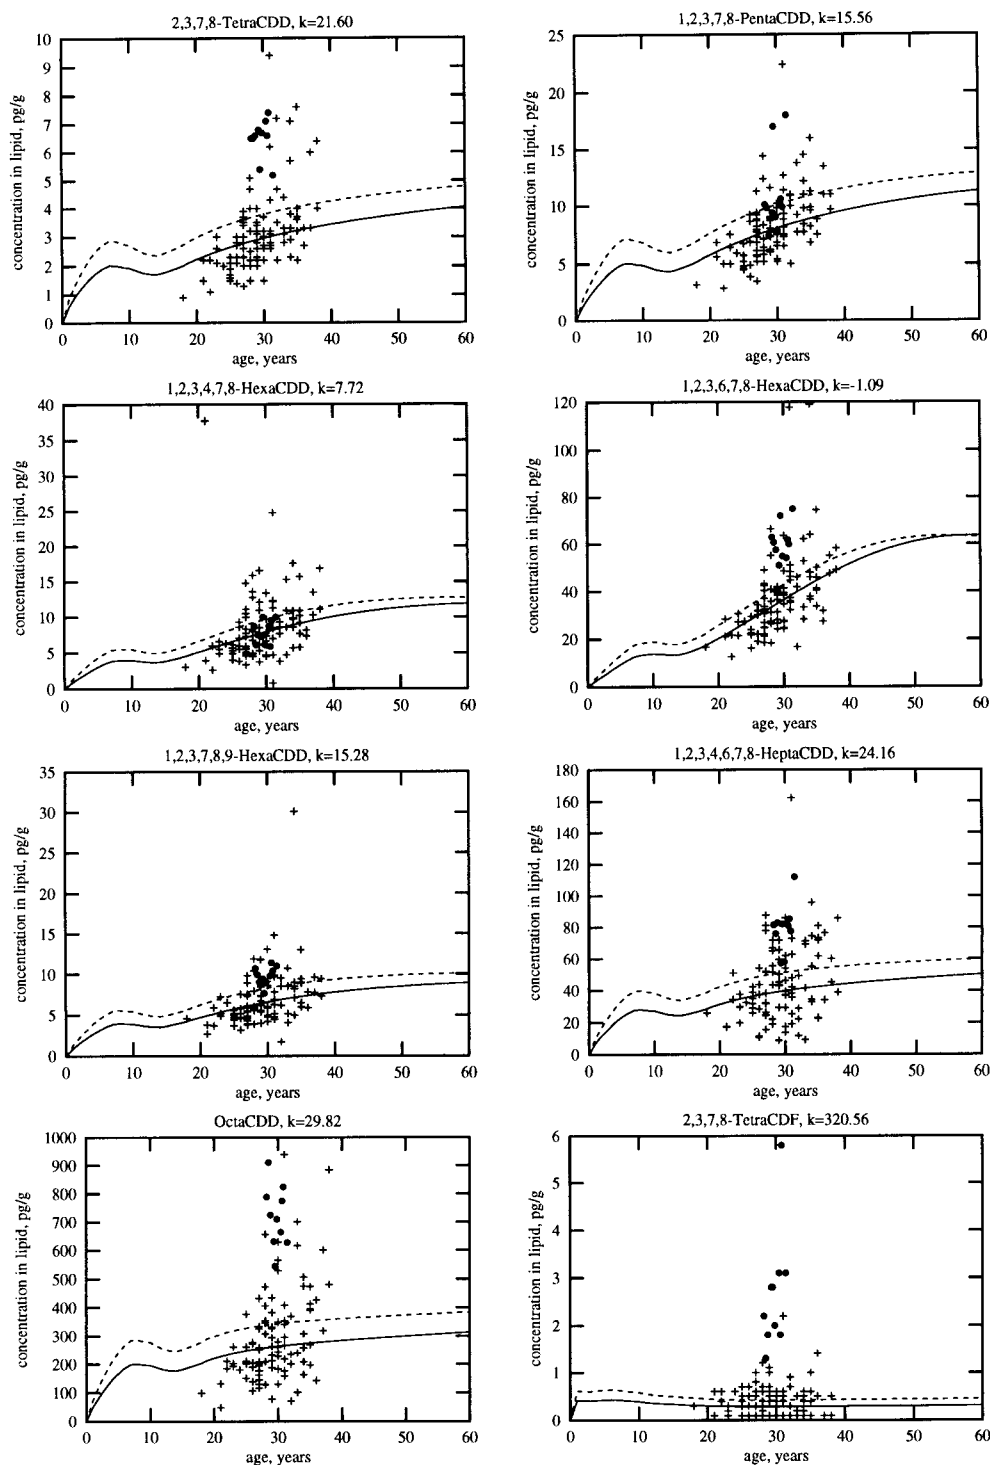 2,3,7,8-TetraCDD, k=21.60
concentration in lipid, pg/g
10
9
8
7
6
5
4
3
2
1
0
0 10 20 30 40 50 60
age, years
1,2,3,7,8-PentaCDD, k=15.56
concentration in lipid, pg/g
25
20
15
10
5
0
0 10 20 30 40 50 60
age, years
1,2,3,4,7,8-HexaCDD, k=7.72
concentration in lipid, pg/g
40
35
30
25
20
15
10
5
0
0 10 20 30 40 50 60
age, years
1,2,3,6,7,8-HexaCDD, k=-1.09
concentration in lipid, pg/g
120
100
80
60
40
20
0
0 10 20 30 40 50 60
age, years
1,2,3,7,8,9-HexaCDD, k=15.28
concentration in lipid, pg/g
35
30
25
20
15
10
5
0
0 10 20 30 40 50 60
age, years
1,2,3,4,6,7,8-HeptaCDD, k=24.16
concentration in lipid, pg/g
180
160
140
120
100
80
60
40
20
0
0 10 20 30 40 50 60
age, years
OctaCDD, k=29.82
concentration in lipid, pg/g
1000
900
800
700
600
500
400
300
200
100
0
0 10 20 30 40 50 60
age, years
2,3,7,8-TetraCDF, k=320.56
concentration in lipid, pg/g
6
5
4
3
2
1
0
0 10 20 30 40 50 60
age, years